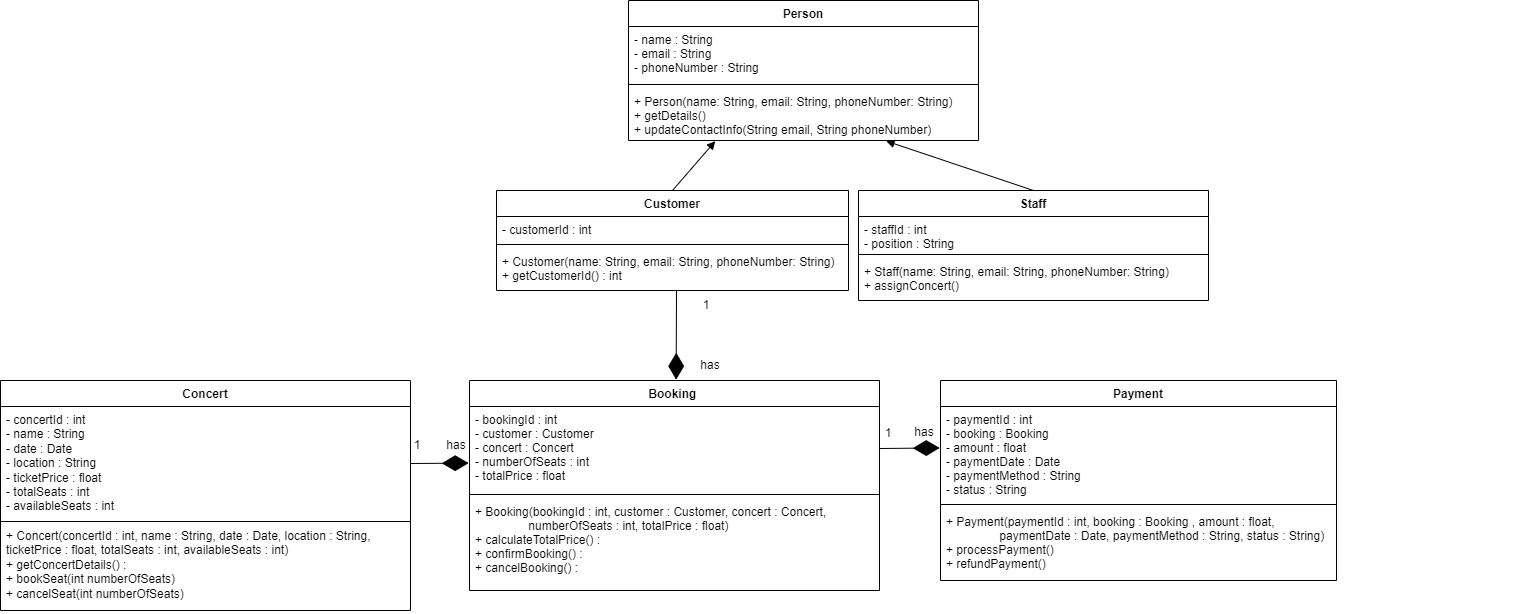 Person
- name : String
- email : String
- phoneNumber : String
+ Person(name: String, email: String, phoneNumber: String)
+ getDetails()
+ updateContactInfo(String email, String phoneNumber)
Customer
- customerId : int
+ Customer(name: String, email: String, phoneNumber: String)
+ getCustomerId() : int
Staff
- staffId : int
- position : String
+ Staff(name: String, email: String, phoneNumber: String)
+ assignConcert()
1
has
Concert
- concertId : int
- name : String
- date : Date
- location : String
- ticketPrice : float
- totalSeats : int
- availableSeats : int
+ Concert(concertId : int, name : String, date : Date, location : String,
ticketPrice : float, totalSeats : int, availableSeats : int)
+ getConcertDetails() :
+ bookSeat(int numberOfSeats)
+ cancelSeat(int numberOfSeats)
1
has
Booking
- bookingId : int
- customer : Customer
- concert : Concert
- numberOfSeats : int
- totalPrice : float
+ Booking(bookingId : int, customer : Customer, concert : Concert,
numberOfSeats : int, totalPrice : float)
+ calculateTotalPrice() :
+ confirmBooking() :
+ cancelBooking() :
1
has
Payment
- paymentId : int
- booking : Booking
- amount : float
- paymentDate : Date
- paymentMethod : String
- status : String
+ Payment(paymentId : int, booking : Booking , amount : float,
paymentDate : Date, paymentMethod : String, status : String)
+ processPayment()
+ refundPayment()